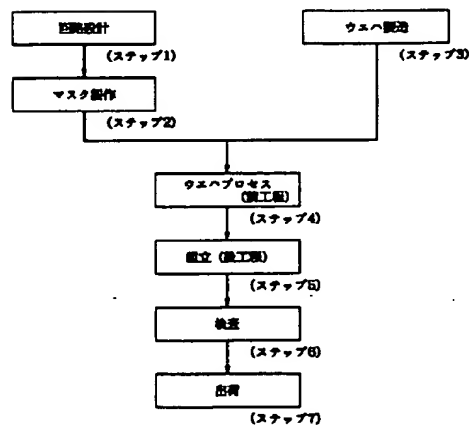 回路設計
(ステップ1)
ウエハ製造
(ステップ3)
マスク製作
(ステップ2)
ウエハプロセス
(前工程)
(ステップ4)
組立(後工程)
(ステップ5)
検査
(ステップ6)
出荷
(ステップ7)